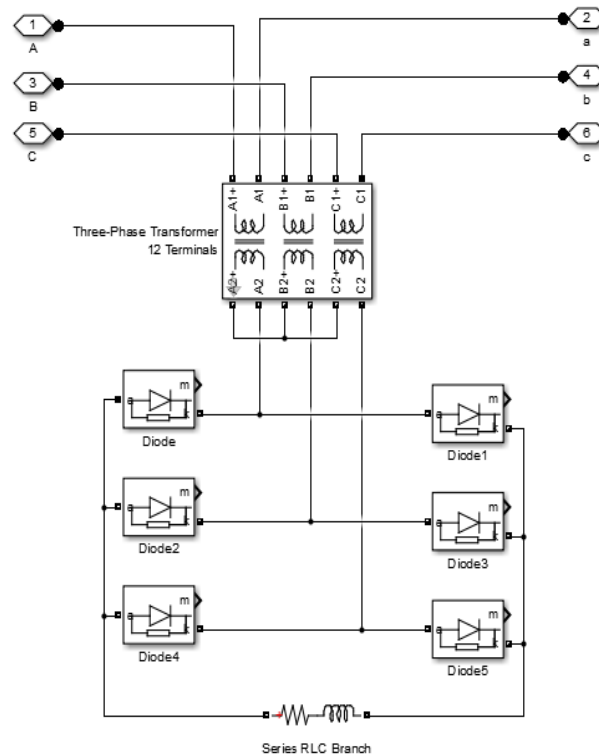 1
2
A
a
3
4
B
b
5
6
C
c
A1+
A1
B1+
B1
C1+
C1
Three-Phase Transformer
12 Terminals
A2+
A2
B2+
B2
C2+
C2
m
a
k
Diode
m
a
k
Diode1
m
a
k
Diode2
m
a
k
Diode3
m
a
k
Diode4
m
a
k
Diode5
Series RLC Branch